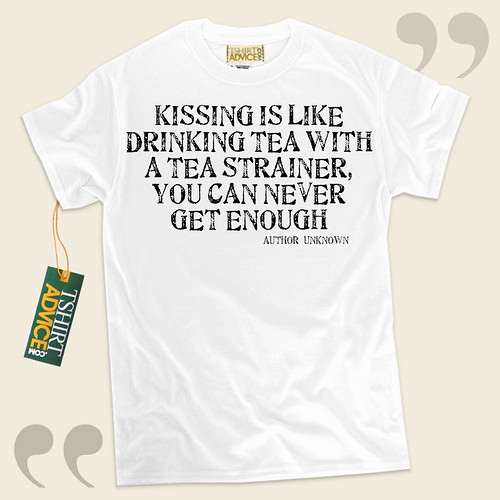 TSHIRT
ADVICE
KISSING IS LIKE
DRINKING TEA WITH
A TEA STRAINER,
YOU CAN NEVER
GET ENOUGH
AUTHOR UNKNOWN
TSHIRT
ADVICE
.COM